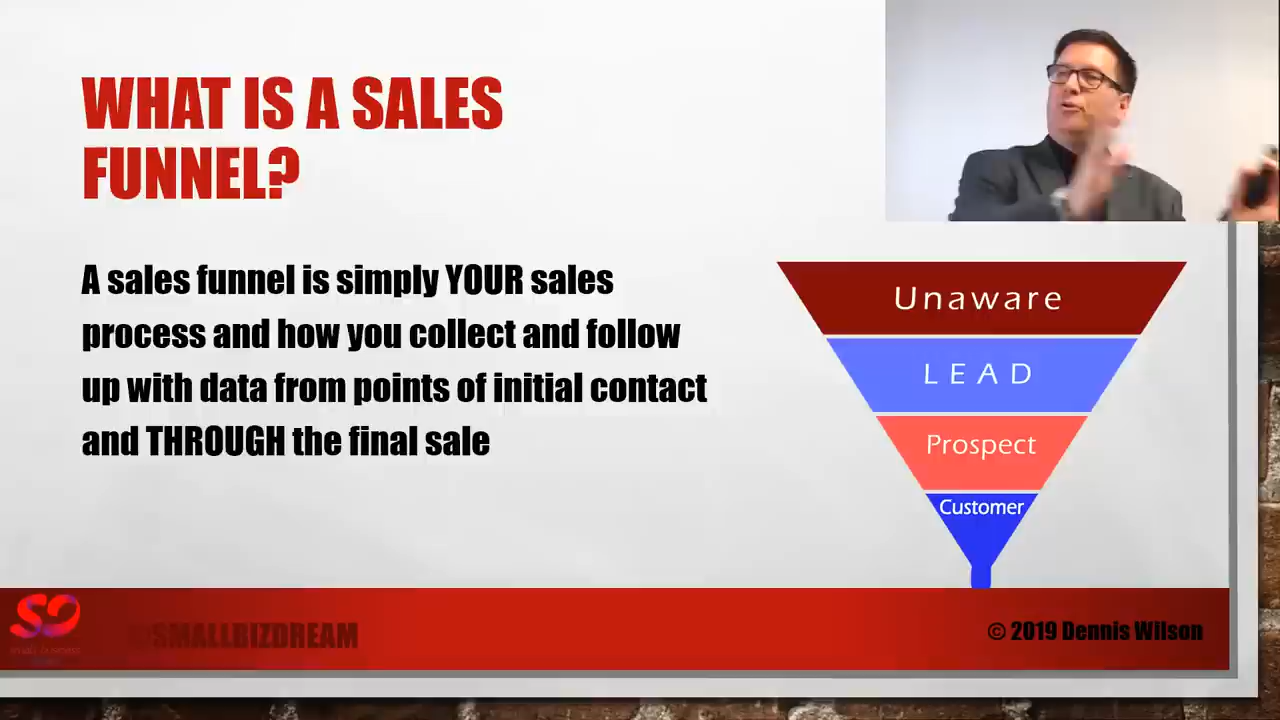 WHAT IS A SALES
FUNNEL?
A sales funnel is simply YOUR sales
process and how you collect and follow
up with data from points of initial contact
and THROUGH the final sale
Unaware
LEAD
Prospect
Customer
@SMALLBIZDREAM
© 2019 Dennis Wilson